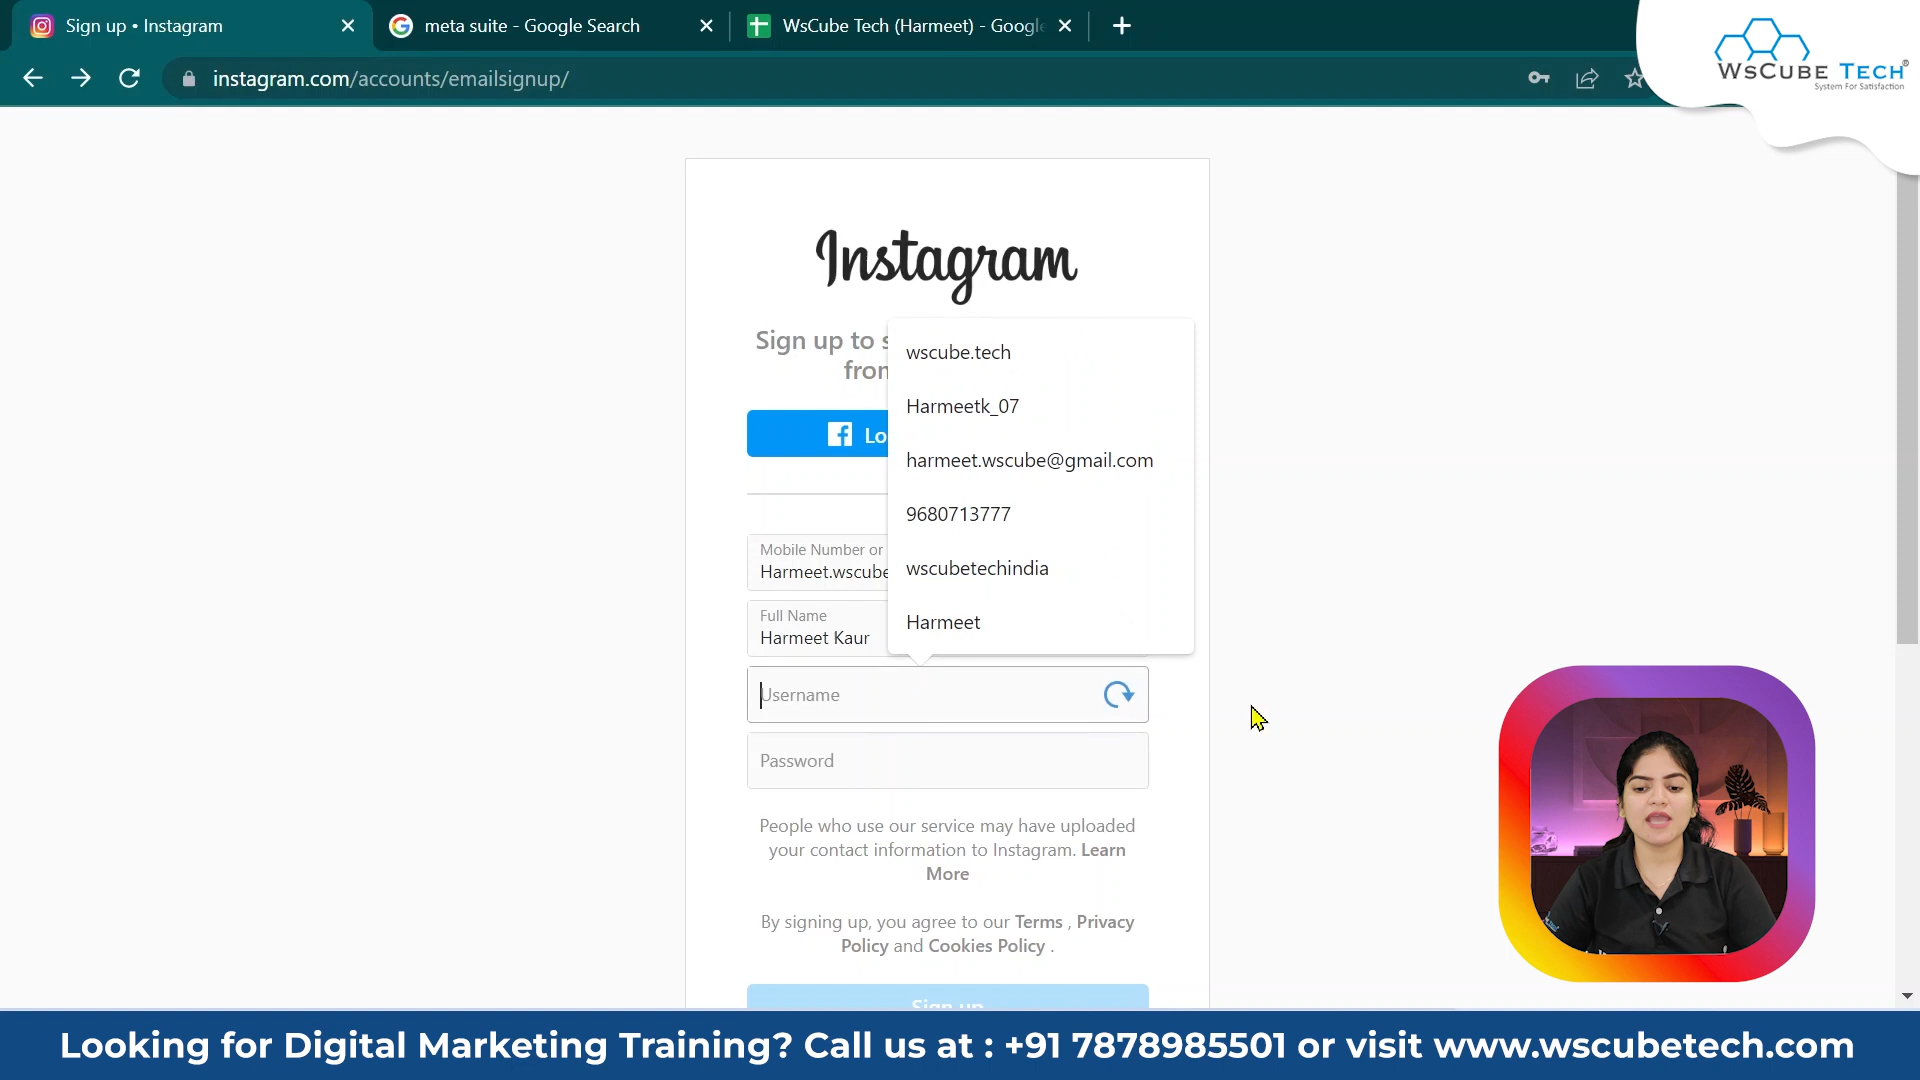 Sign up • Instagram
meta suite - Google Search
WsCube Tech (Harmeet) - Google
instagram.com/accounts/emailsignup/
WsCube Tech®
System For Satisfaction
Instagram
Sign up to s
from
Lo
wscube.tech
Harmeetk_07
harmeet.wscube@gmail.com
9680713777
wscubetechindia
Harmeet
Mobile Number or
Harmeet.wscube
Full Name
Harmeet Kaur
Username
Password
People who use our service may have uploaded
your contact information to Instagram. Learn
More
By signing up, you agree to our Terms , Privacy
Policy and Cookies Policy .
Sign up
Looking for Digital Marketing Training? Call us at : +91 7878985501 or visit www.wscubetech.com